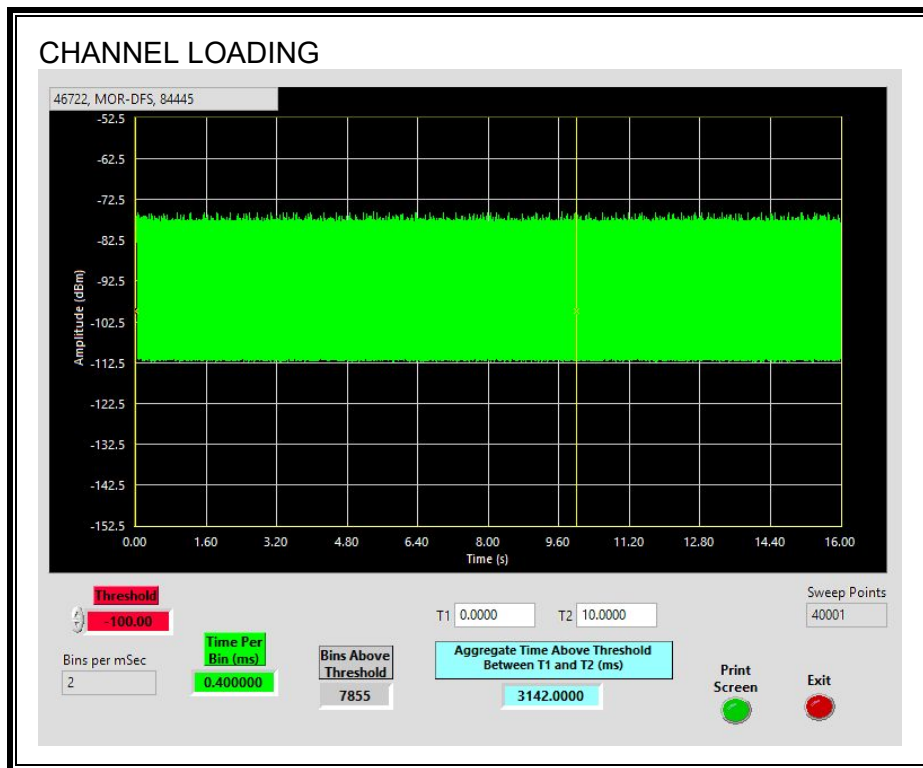 CHANNEL LOADING
46722, MOR-DFS, 84445
-52.5
-62.5
-72.5
-82.5
-92.5
-102.5
-112.5
-122.5
-132.5
-142.5
-152.5
Amplitude (dBm)
0.00 1.60 3.20 4.80 6.40 8.00 9.60 11.20 12.80 14.40 16.00
Time (s)
Threshold
-100.00
Bins per mSec
2
Time Per
Bin (ms)
0.400000
Bins Above
Threshold
7855
T1 0.0000 T2 10.0000
Aggregate Time Above Threshold
Between T1 and T2 (ms)
3142.0000
Sweep Points
40001
Print
Screen
Exit